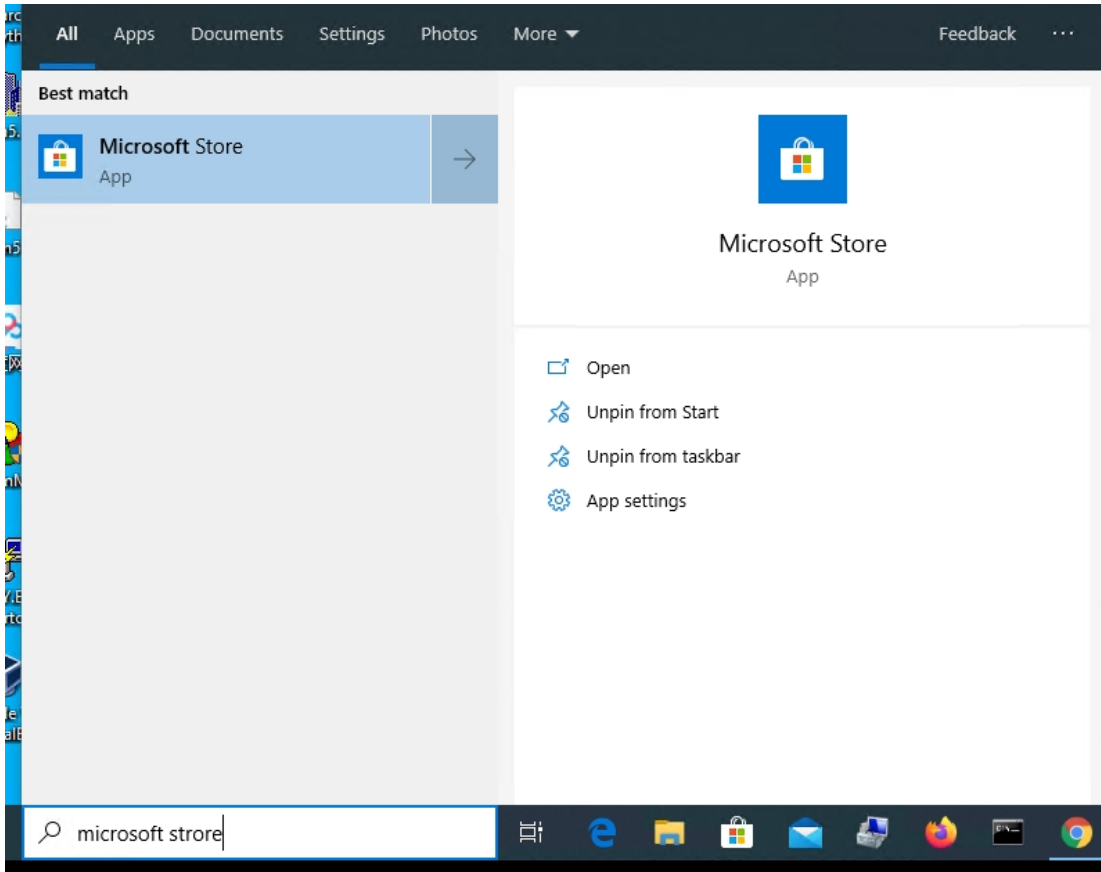 All Apps Documents Settings Photos More Feedback ...
Best match
Microsoft Store
App
Microsoft Store
App
Open
Unpin from Start
Unpin from taskbar
App settings
microsoft strore